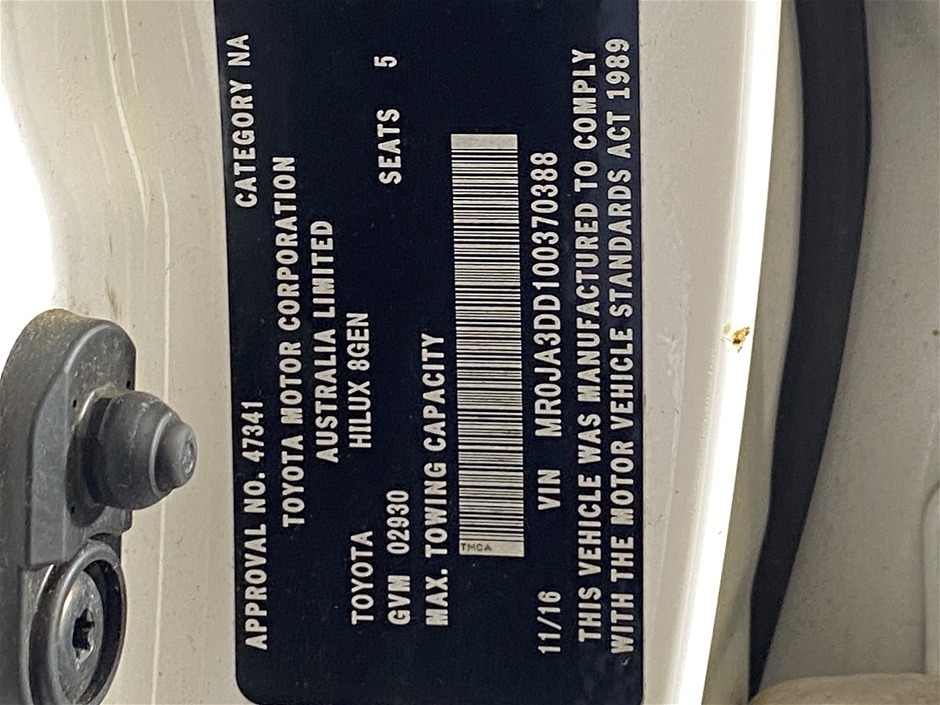 APPROVAL NO. 47341 CATEGORY NA
TOYOTA MOTOR CORPORATION
AUSTRALIA LIMITED
TOYOTA HILUX 8GEN
GVM 02930 SEATS 5
MAX. TOWING CAPACITY
TMCA
11/16 VIN MR0JA3DD100370388
THIS VEHICLE WAS MANUFACTURED TO COMPLY
WITH THE MOTOR VEHICLE STANDARDS ACT 1989